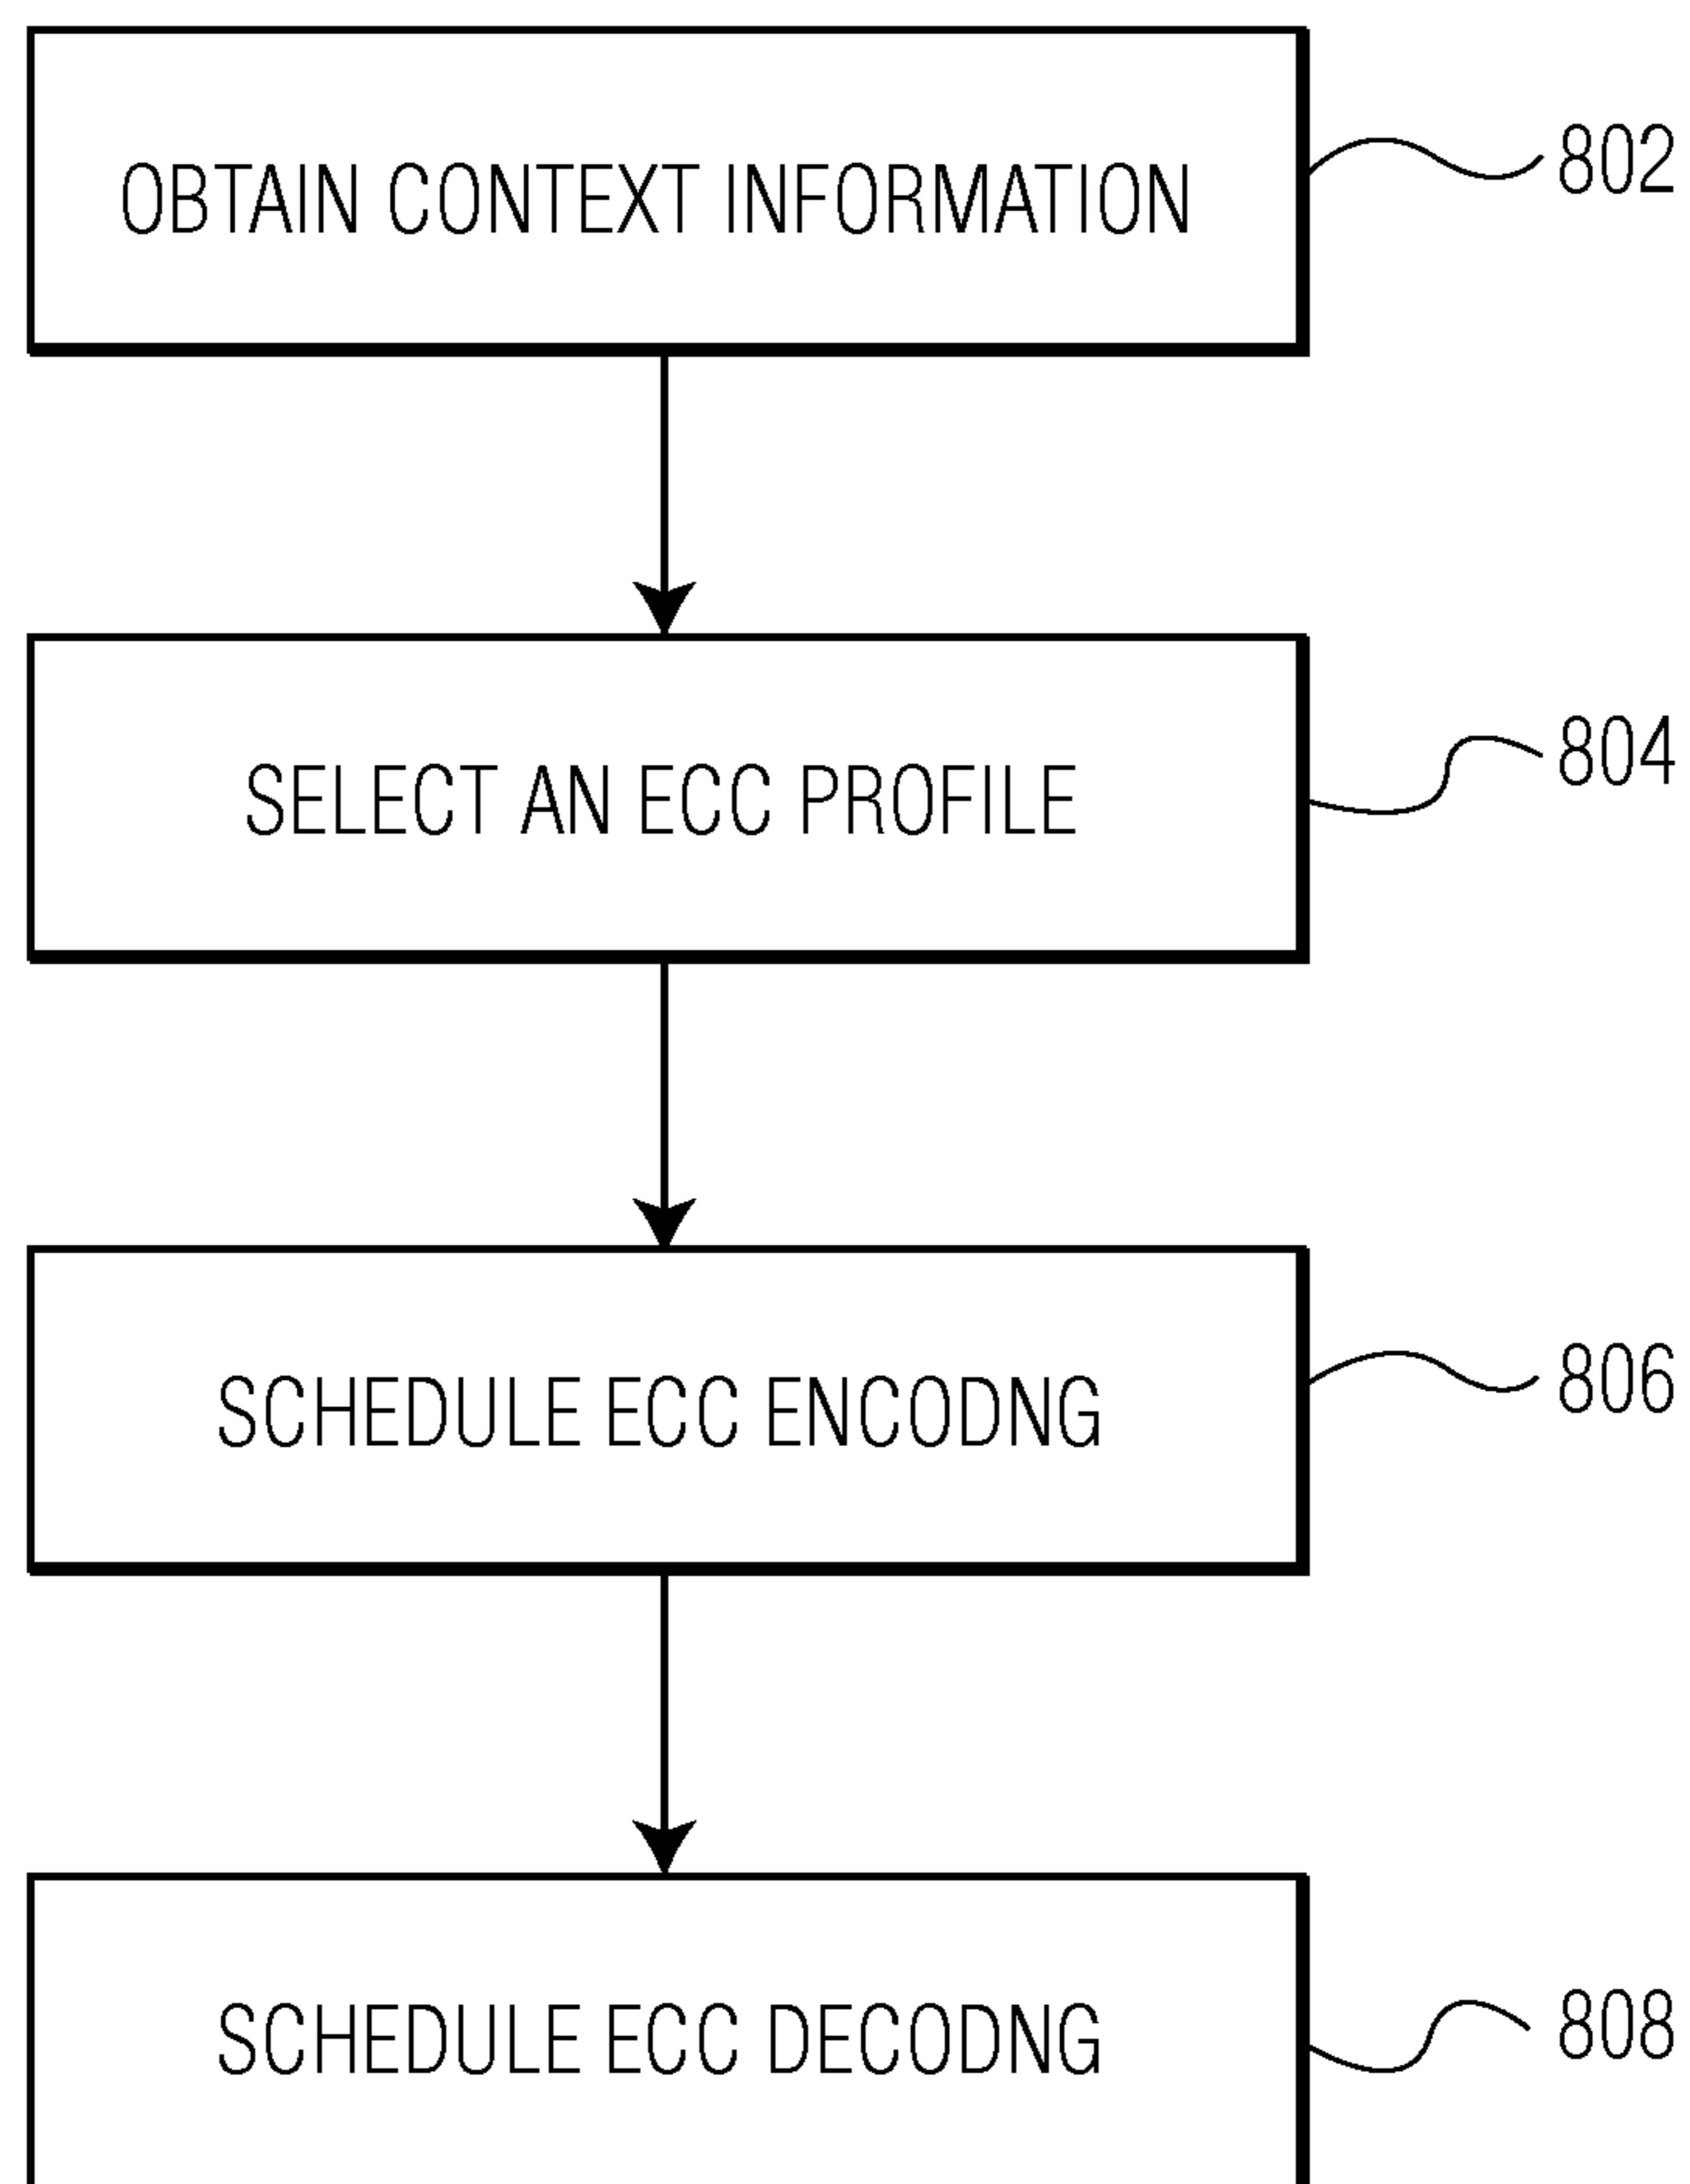 OBTAIN CONTEXT INFORMATION
802
SELECT AN ECC PROFILE
804
SCHEDULE ECC ENCODNG
806
SCHEDULE ECC DECODNG
808